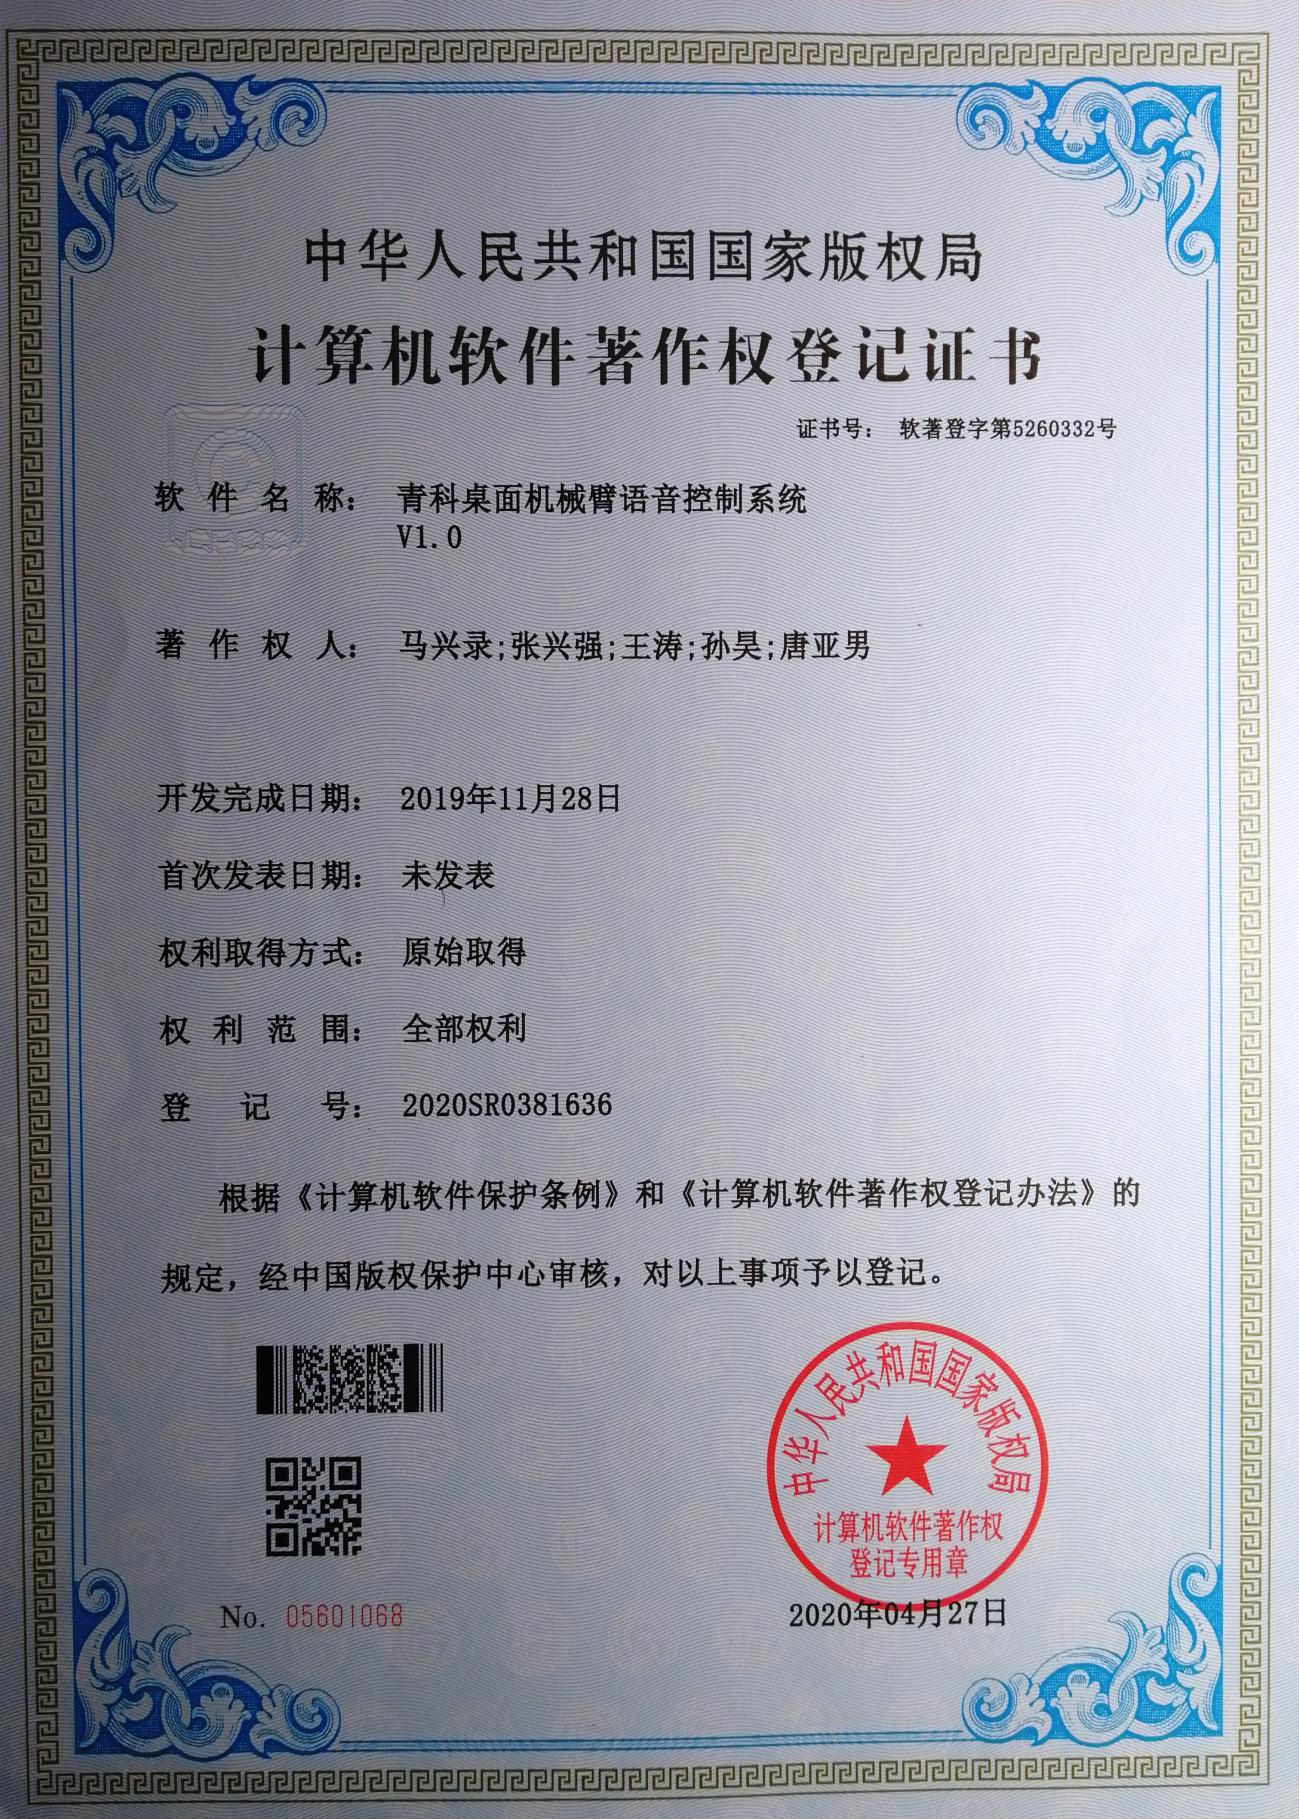 中华人民共和国国家版权局
计算机软件著作权登记证书
证书号： 软著登字第5260332号
软件名称： 青科桌面机械臂语音控制系统
V1.0
著作权人： 马兴录;张兴强;王涛;孙昊;唐亚男
开发完成日期： 2019年11月28日
首次发表日期： 未发表
权利取得方式： 原始取得
权利范围： 全部权利
登记号： 2020SR0381636
根据《计算机软件保护条例》和《计算机软件著作权登记办法》的
规定，经中国版权保护中心审核，对以上事项予以登记。
中华人民共和国国家版权局
计算机软件著作权
登记专用章
No. 05601068
2020年04月27日